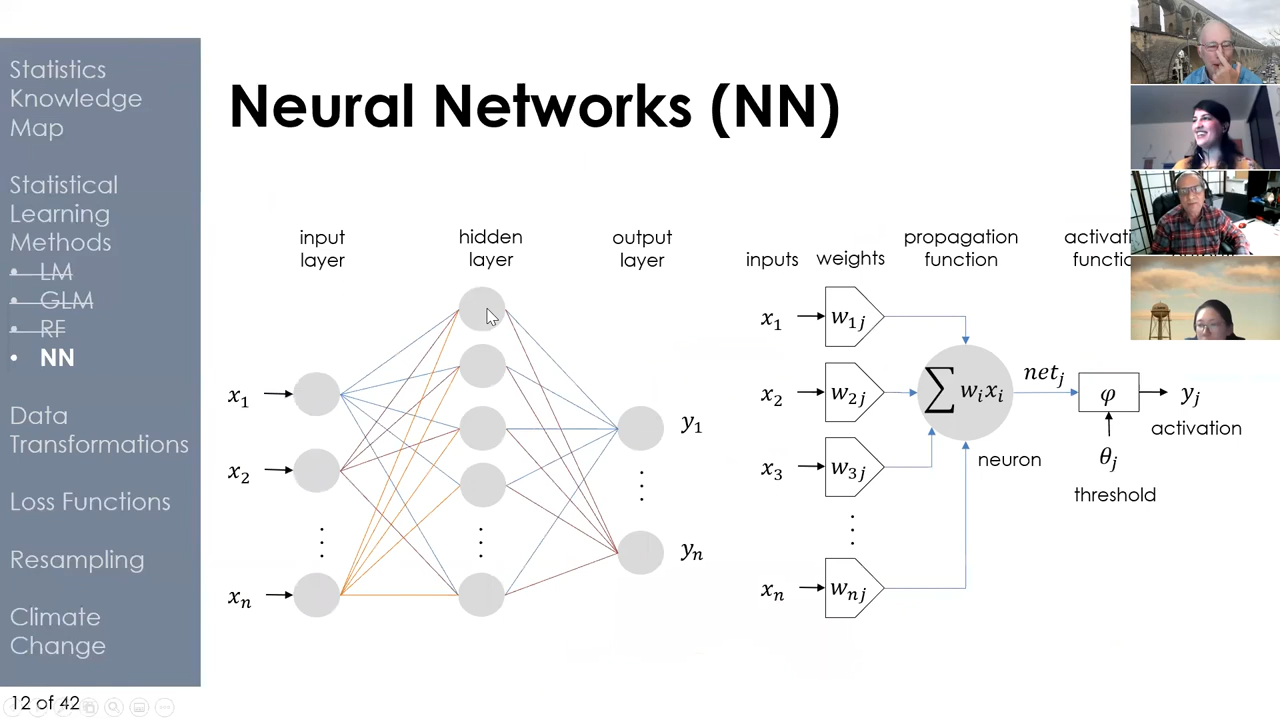 Statistics
Knowledge
Map
Statistical
Learning
Methods
• LM
• GLM
• RF
• NN
Data
Transformations
Loss Functions
Resampling
Climate
Change
12 of 42
Neural Networks (NN)
input
layer
hidden
layer
output
layer
x₁
x₂
⋮
xₙ
⋮
y₁
⋮
yₙ
inputs
weights
propagation
function
x₁
w₁ⱼ
x₂
w₂ⱼ
x₃
w₃ⱼ
⋮
xₙ
wₙⱼ
∑ wᵢxᵢ
neuron
netⱼ
φ
yⱼ
activation
θⱼ
threshold